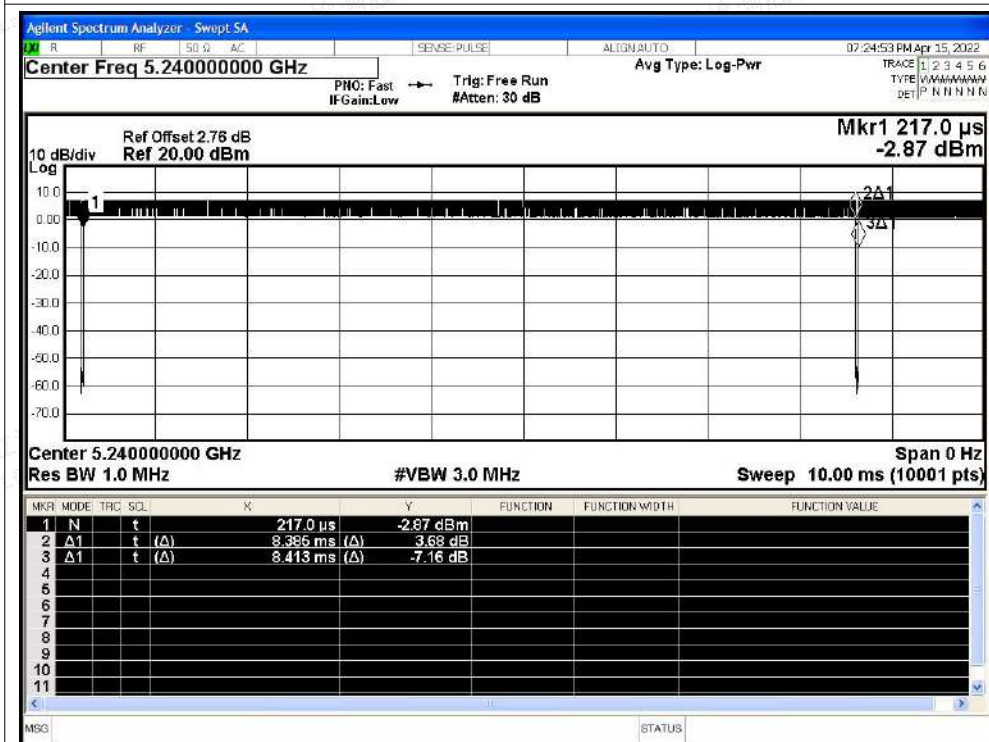 Agilent Spectrum Analyzer - Swept SA
LXI R RF 50 Ω AC SENSE:PULSE ALIGN AUTO 07:24:53 PM Apr 15, 2022
Center Freq 5.240000000 GHz Avg Type: Log-Pwr TRACE 1 2 3 4 5 6
PNO: Fast Trig: Free Run TYPE WWWWWW
IFGain:Low #Atten: 30 dB DET P N N N N N
Mkr1 217.0 µs
Ref Offset 2.76 dB
10 dB/div Ref 20.00 dBm -2.87 dBm
Log
10.0
1 2Δ1
0.00
3Δ1
-10.0
-20.0
-30.0
-40.0
-50.0
-60.0
-70.0
Center 5.240000000 GHz Span 0 Hz
Res BW 1.0 MHz #VBW 3.0 MHz Sweep 10.00 ms (10001 pts)
MKR MODE TRC SCL X Y FUNCTION FUNCTION WIDTH FUNCTION VALUE
1 N t 217.0 µs -2.87 dBm
2 Δ1 t (Δ) 8.385 ms (Δ) 3.68 dB
3 Δ1 t (Δ) 8.413 ms (Δ) -7.16 dB
4
5
6
7
8
9
10
11
MSG STATUS